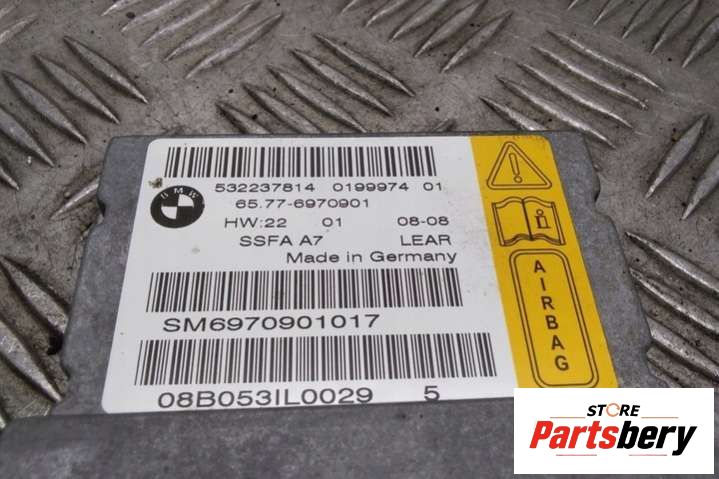 BMW
532237814 0199974 01
65.77-6970901
HW:22 01 08-08
SSFA A7 LEAR
Made in Germany
SM6970901017
08B053IL0029 5
AIRBAG
STORE
Partsbery